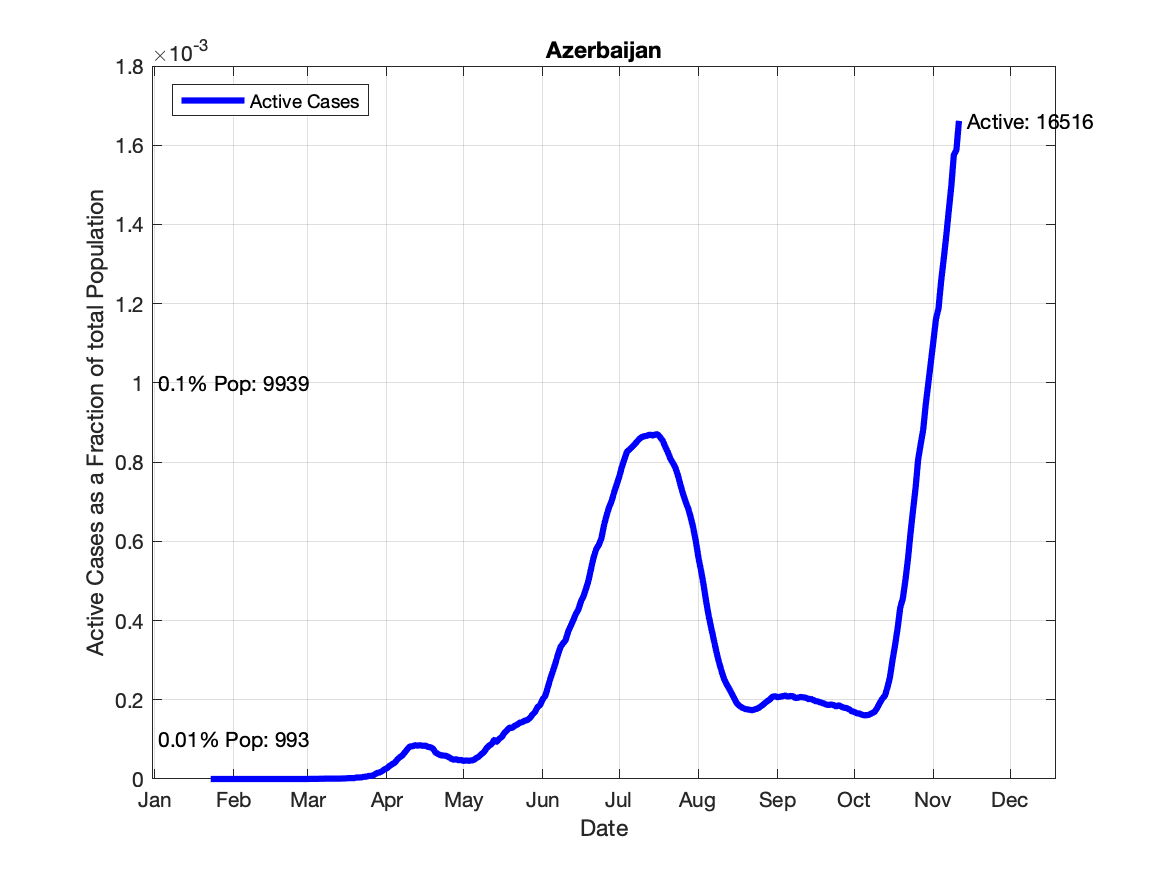 Azerbaijan
×10-3
1.8
Active Cases
Active: 16516
1.6
1.4
1.2
1
0.1% Pop: 9939
0.8
0.6
0.4
0.2
0.01% Pop: 993
0
Active Cases as a Fraction of total Population
Jan Feb Mar Apr May Jun Jul Aug Sep Oct Nov Dec
Date